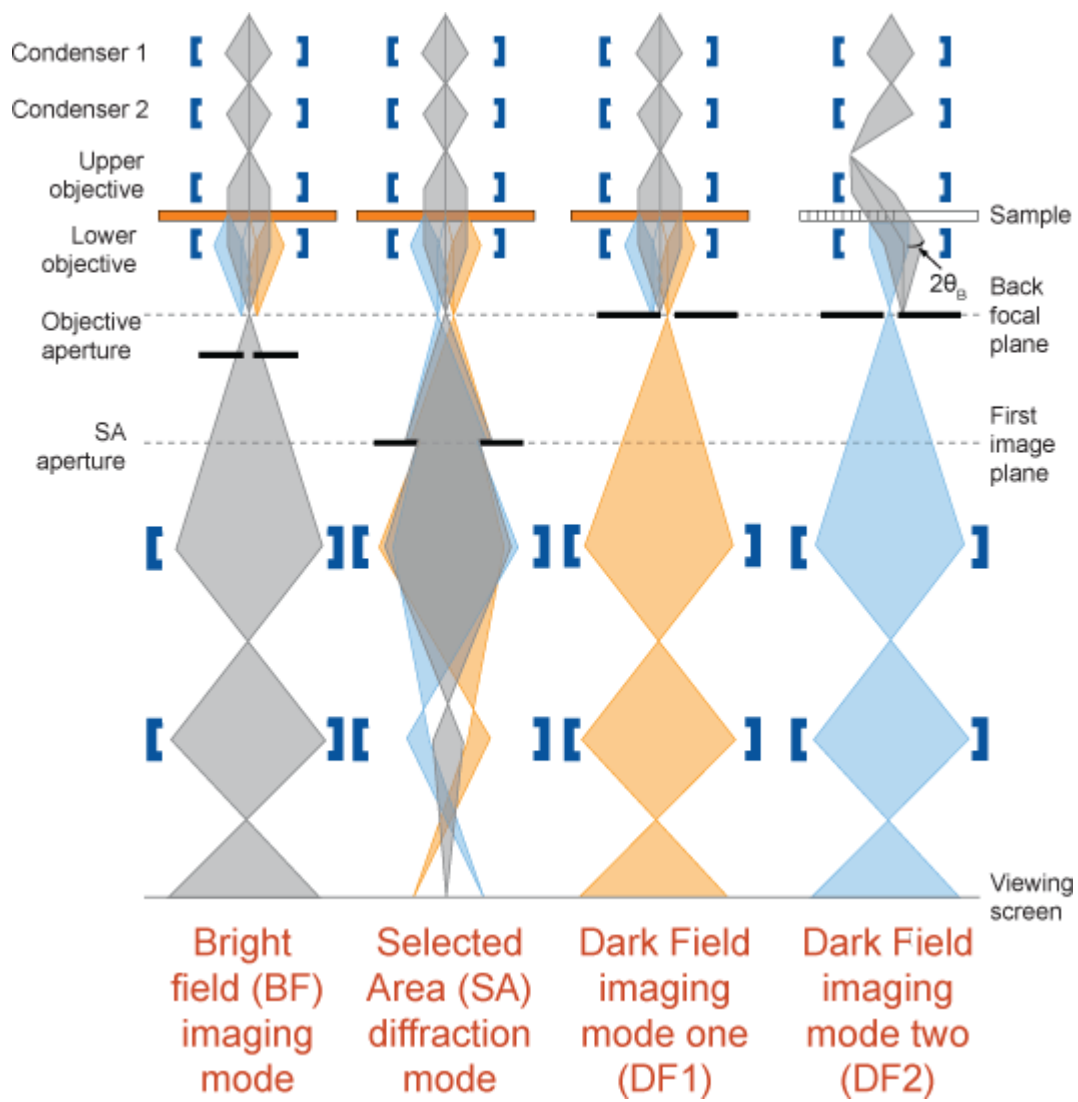 Condenser 1
Condenser 2
Upper
objective
Lower
objective
Objective
aperture
SA
aperture
Sample
2θB
Back
focal
plane
First
image
plane
Viewing
screen
Bright
field (BF)
imaging
mode
Selected
Area (SA)
diffraction
mode
Dark Field
imaging
mode one
(DF1)
Dark Field
imaging
mode two
(DF2)